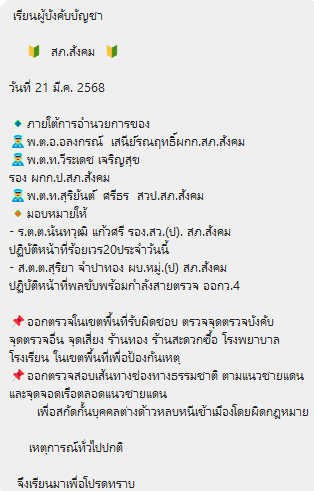 เรียนผู้บังคับบัญชา
🔰 สภ.สังคม 🔰
วันที่ 21 มี.ค. 2568
🔹ภายใต้การอำนวยการของ
👮พ.ต.อ.อลงกรณ์ เสนีย์รณฤทธิ์ผกก.สภ.สังคม
👮พ.ต.ท.วีระเดช เจริญสุข
รอง ผกก.ป.สภ.สังคม
👮พ.ต.ท.สุริยันต์ ศรีธร สวป.สภ.สังคม
🔸มอบหมายให้
- ร.ต.ต.นันทวุฒิ แก้วศรี รอง.สว.(ป). สภ.สังคม
ปฏิบัติหน้าที่ร้อยเวร20ประจำวันนี้
- ส.ต.ต.สุริยา จำปาทอง ผบ.หมู่.(ป) สภ.สังคม
ปฏิบัติหน้าที่พลขับพร้อมกำลังสายตรวจ ออกว.4
📌ออกตรวจในเขตพื้นที่รับผิดชอบ ตรวจจุดตรวจบังคับ
จุดตรวจอื่น จุดเสี่ยง ร้านทอง ร้านสะดวกซื้อ โรงพยาบาล
โรงเรียน ในเขตพื้นที่เพื่อป้องกันเหตุ
📌ออกตรวจสอบเส้นทางช่องทางธรรมชาติ ตามแนวชายแดน
และจุดจอดเรือตลอดแนวชายแดน
เพื่อสกัดกั้นบุคคลต่างด้าวหลบหนีเข้าเมืองโดยผิดกฎหมาย
เหตุการณ์ทั่วไปปกติ
จึงเรียนมาเพื่อโปรดทราบ